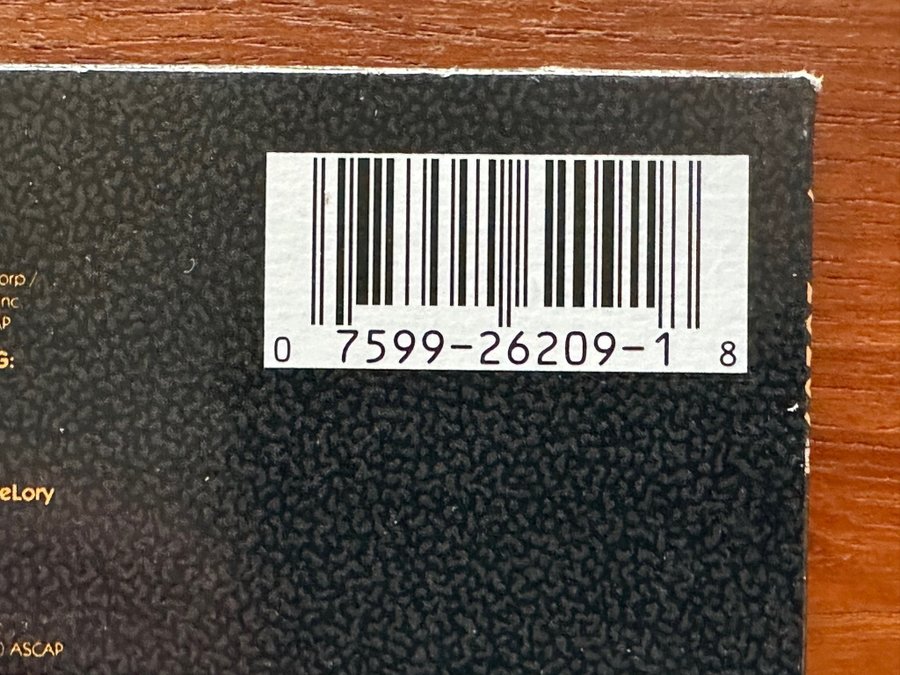 orp /
nc
AP
G:
0 7599-26209-1 8
eLory
) ASCAP